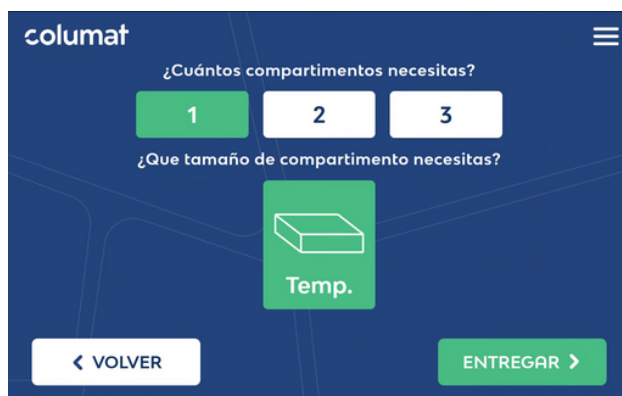 columat
¿Cuántos compartimentos necesitas?
1 2 3
¿Que tamaño de compartimento necesitas?
Temp.
VOLVER
ENTREGAR